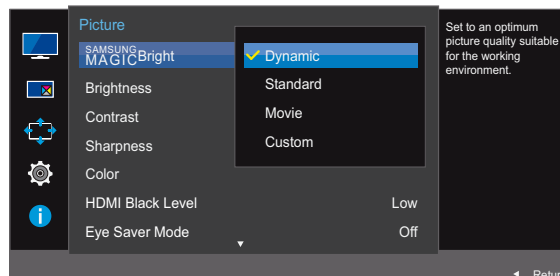 Picture
SAMSUNG
MAGICBright
Dynamic
Standard
Movie
Custom
Brightness
Contrast
Sharpness
Color
HDMI Black Level
Low
Eye Saver Mode
Off
Set to an optimum
picture quality suitable
for the working
environment.